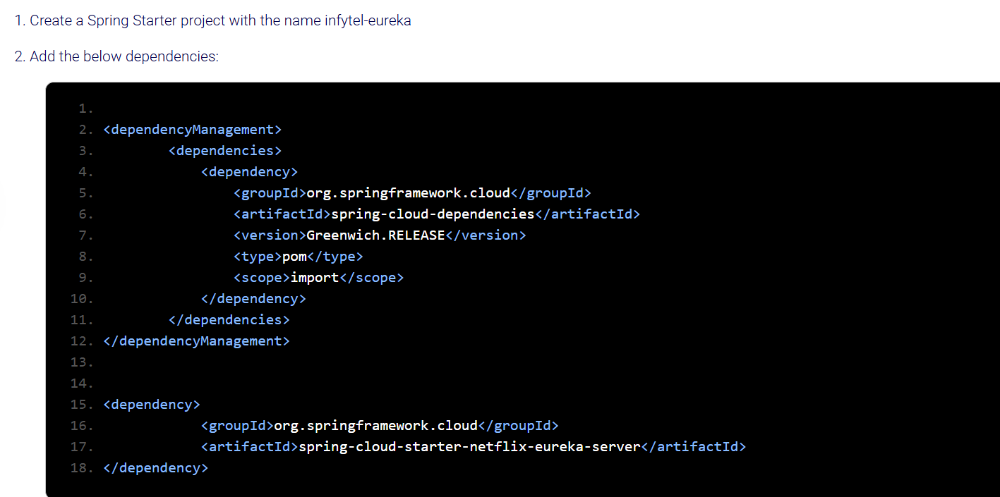 1. Create a Spring Starter project with the name infytel-eureka
2. Add the below dependencies:
1.
2. <dependencyManagement>
3. <dependencies>
4. <dependency>
5. <groupId>org.springframework.cloud</groupId>
6. <artifactId>spring-cloud-dependencies</artifactId>
7. <version>Greenwich.RELEASE</version>
8. <type>pom</type>
9. <scope>import</scope>
10. </dependency>
11. </dependencies>
12. </dependencyManagement>
13.
14.
15. <dependency>
16. <groupId>org.springframework.cloud</groupId>
17. <artifactId>spring-cloud-starter-netflix-eureka-server</artifactId>
18. </dependency>